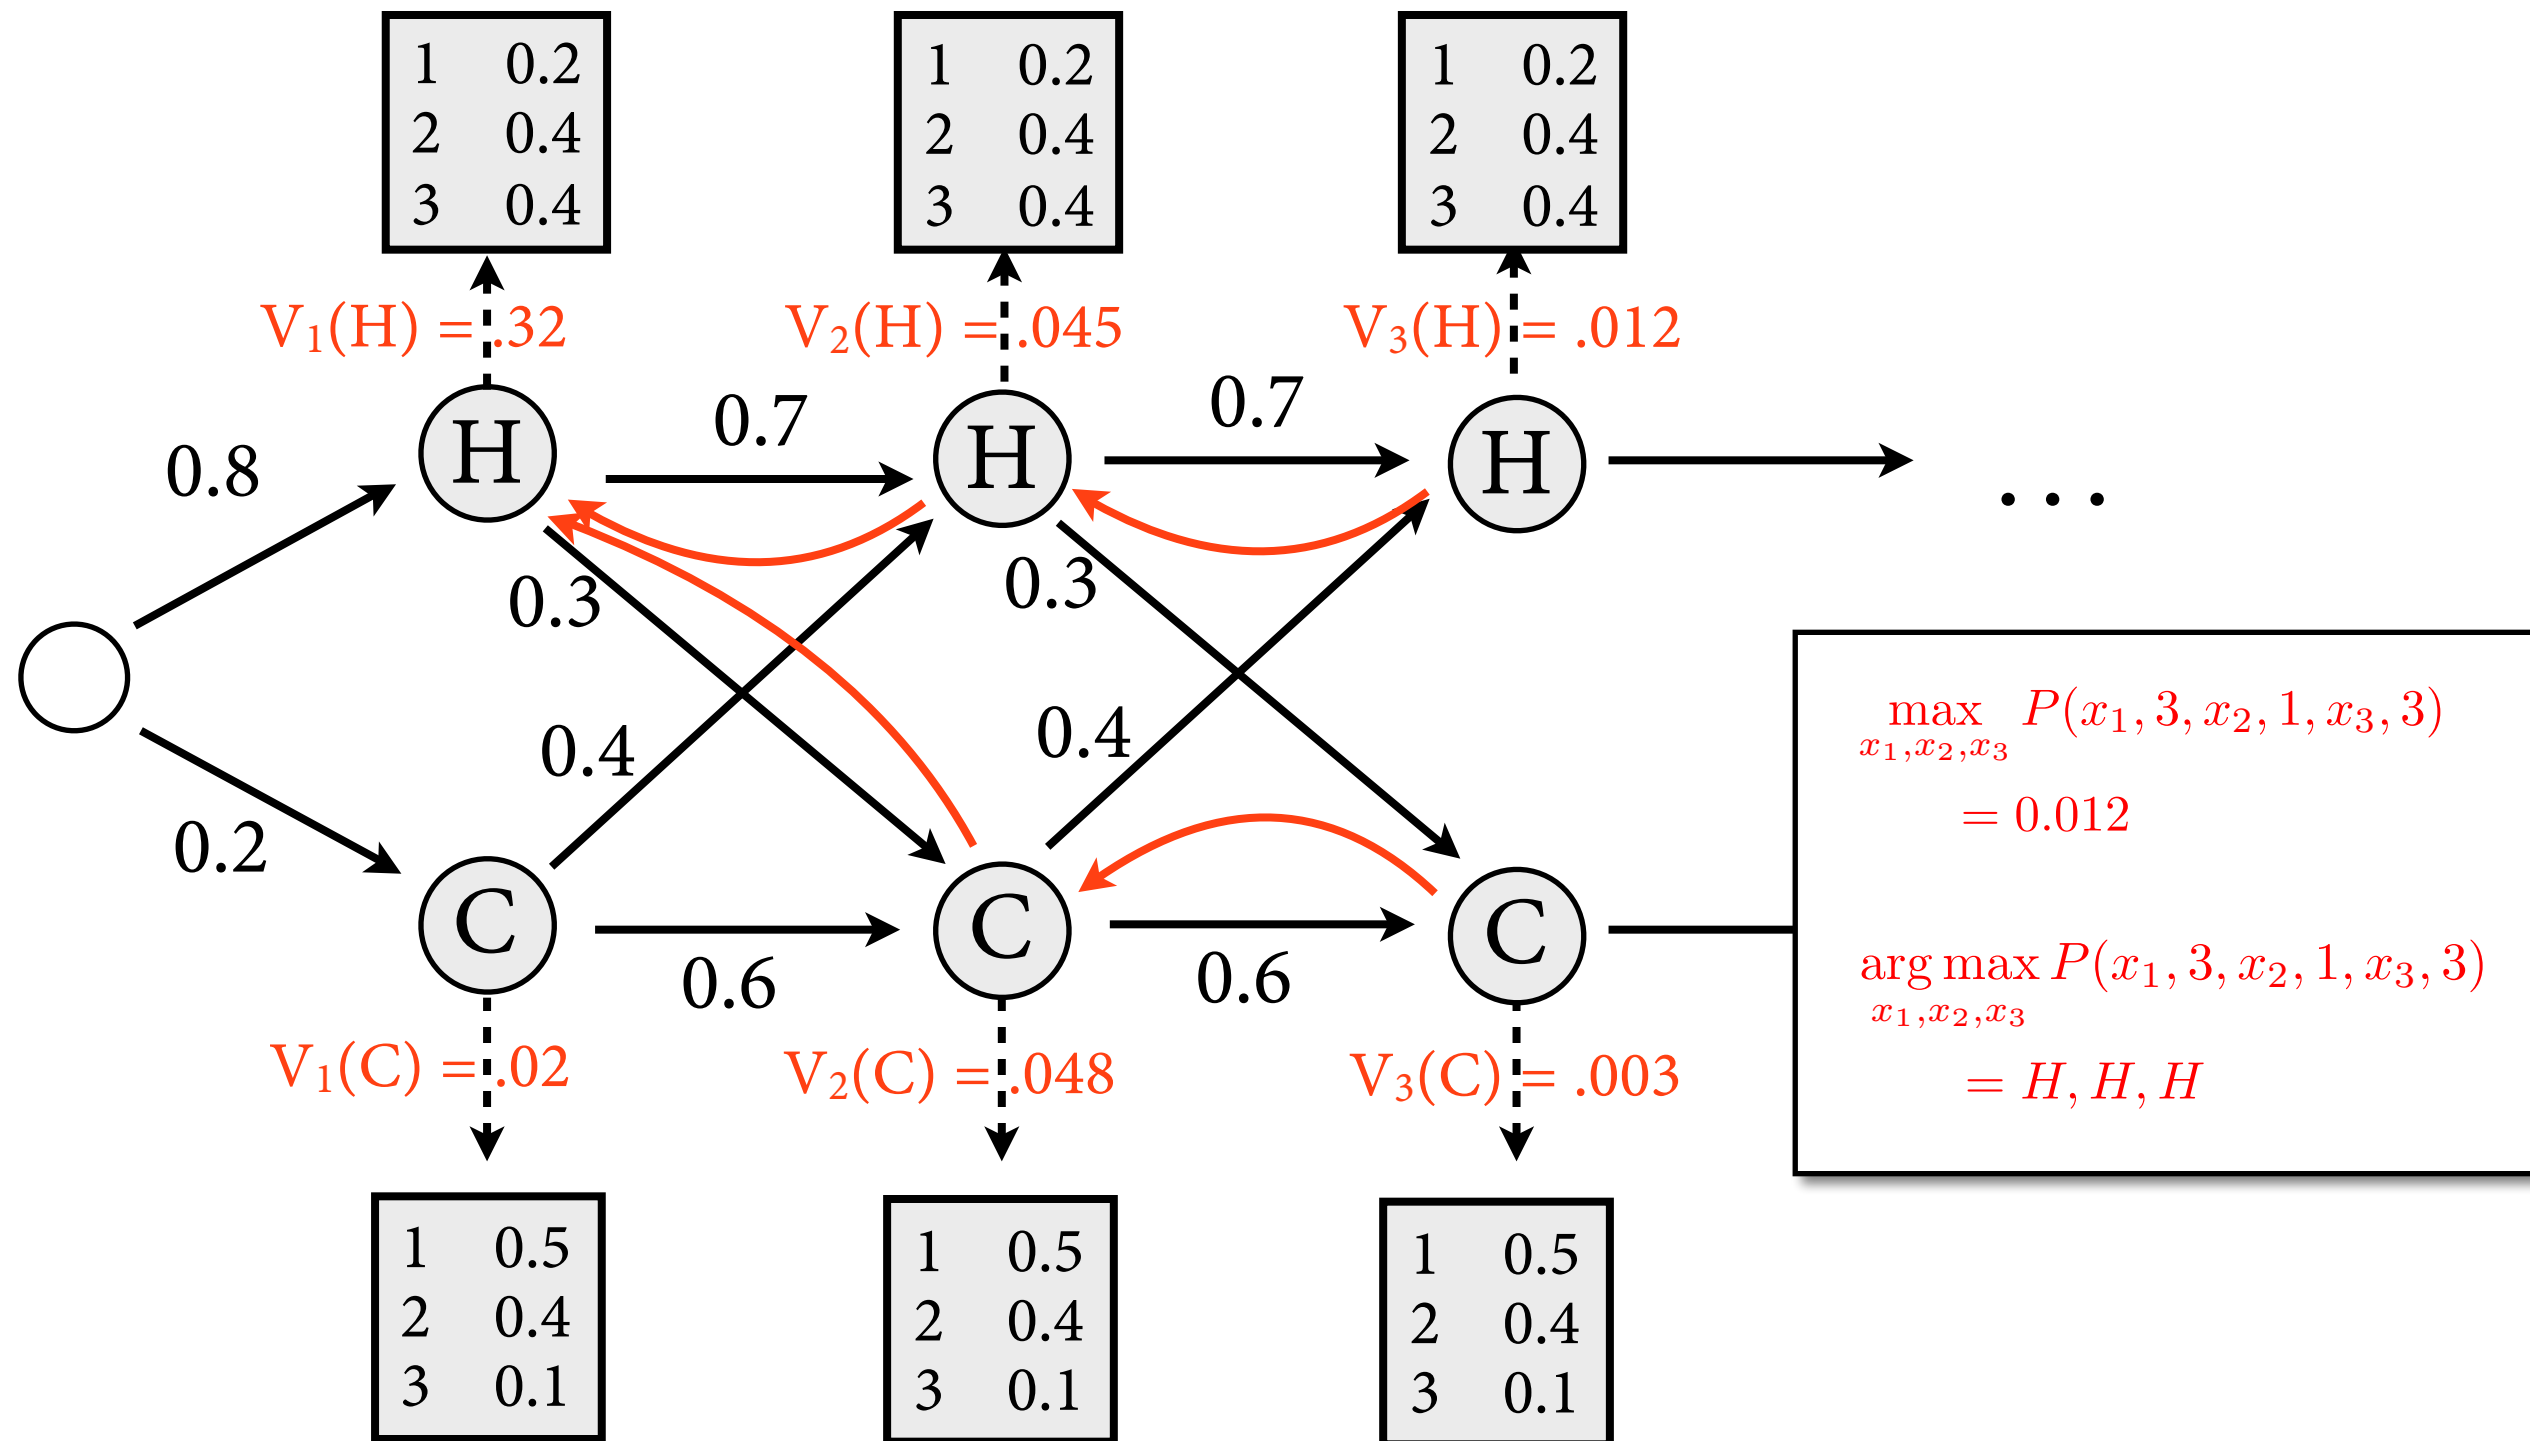 1 0.2
2 0.4
3 0.4
1 0.2
2 0.4
3 0.4
1 0.2
2 0.4
3 0.4
V₁(H) = .32
V₂(H) = .045
V₃(H) = .012
0.8
H
0.7
H
0.7
H
...
0.3
0.3
0.4
0.4
0.2
C
0.6
C
0.6
C
V₁(C) = .02
V₂(C) = .048
V₃(C) = .003
1 0.5
2 0.4
3 0.1
1 0.5
2 0.4
3 0.1
1 0.5
2 0.4
3 0.1
max P(x₁, 3, x₂, 1, x₃, 3)
x₁,x₂,x₃
= 0.012
arg max P(x₁, 3, x₂, 1, x₃, 3)
x₁,x₂,x₃
= H, H, H